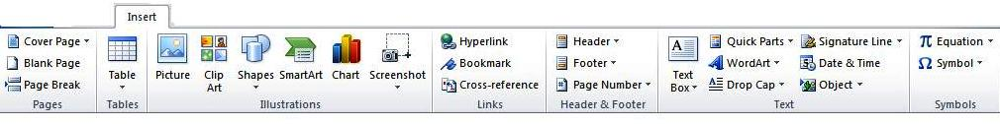 Insert
Cover Page
Blank Page
Page Break
Pages
Table
Tables
Picture
Clip
Art
Shapes
SmartArt
Chart
Screenshot
Illustrations
Hyperlink
Bookmark
Cross-reference
Links
Header
Footer
Page Number
Header & Footer
A
Text
Box
Quick Parts
WordArt
Drop Cap
Signature Line
Date & Time
Object
Text
π Equation
Ω Symbol
Symbols